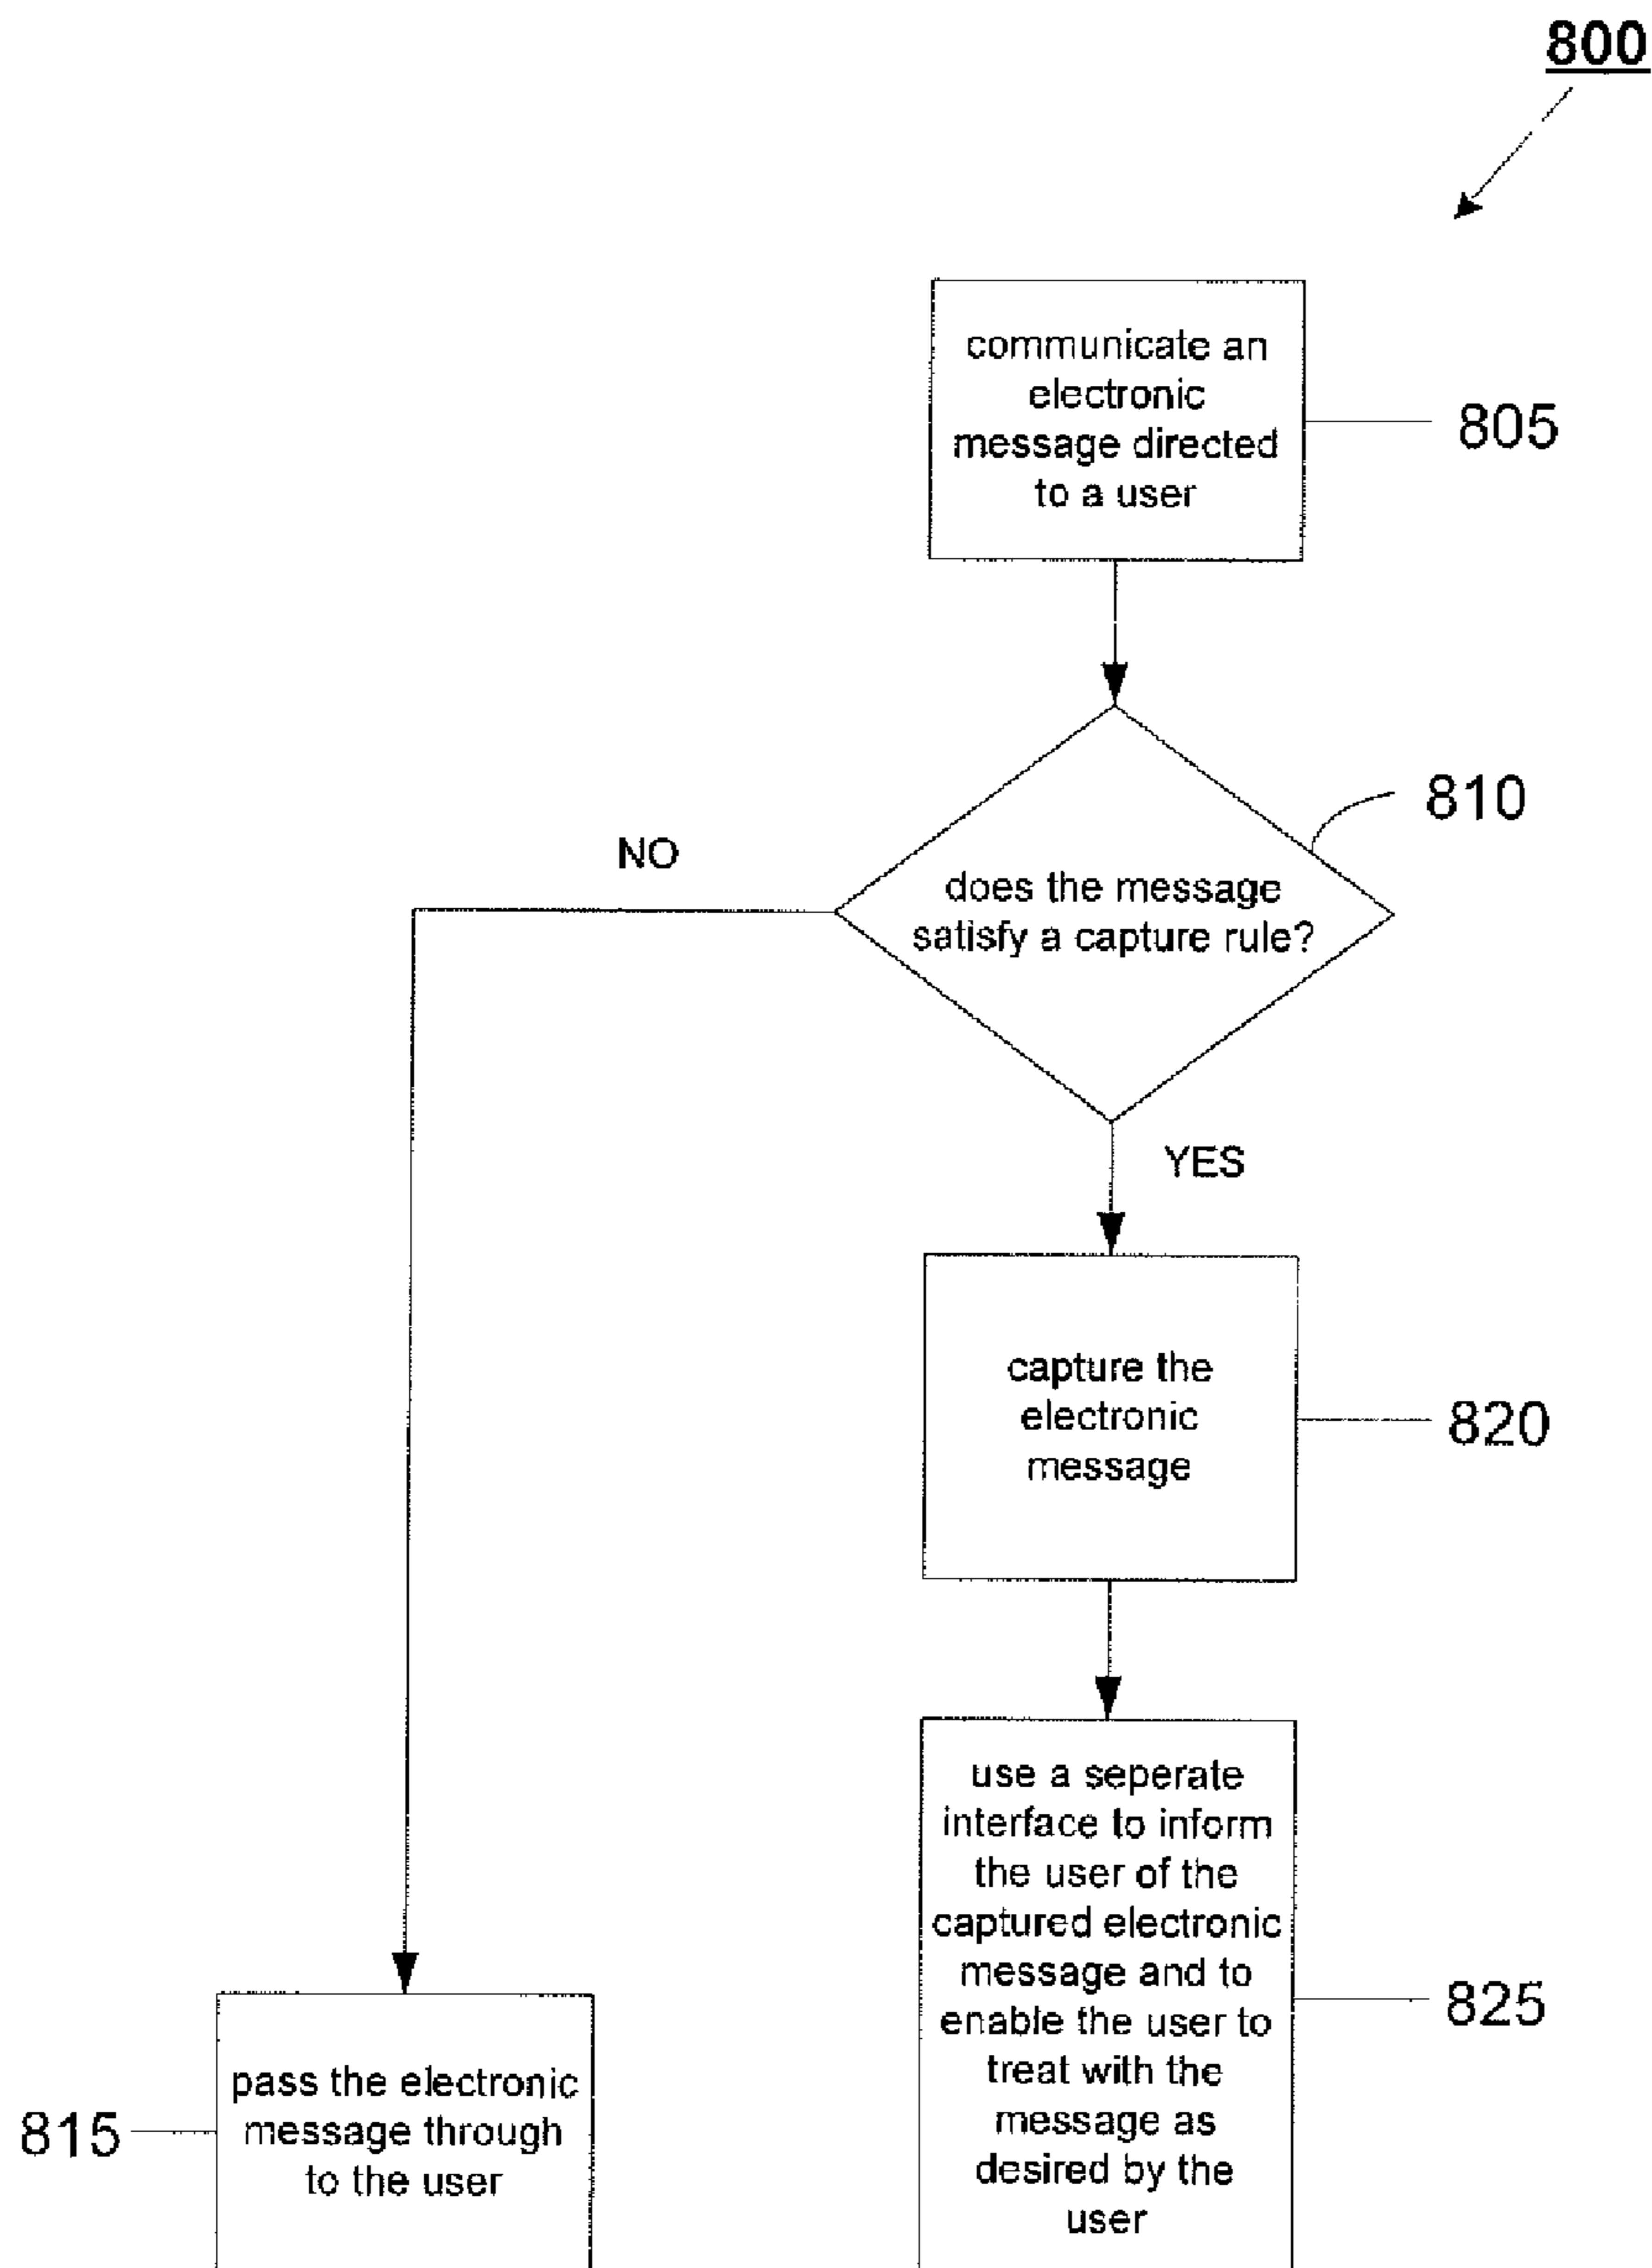 800
communicate an
electronic
message directed
to a user
805
810
NO
does the message
satisfy a capture rule?
YES
capture the
electronic
message
820
use a seperate
interface to inform
the user of the
captured electronic
message and to
enable the user to
treat with the
message as
desired by the
user
825
815
pass the electronic
message through
to the user